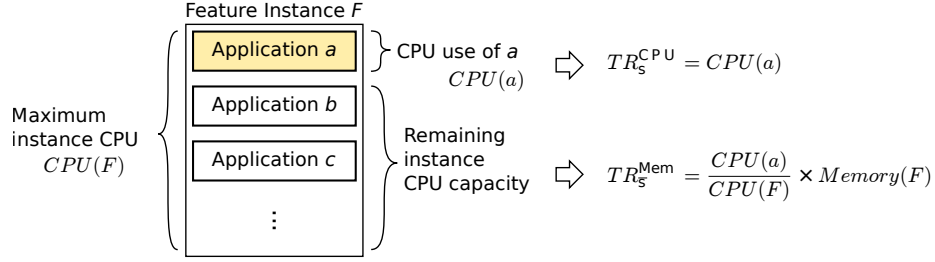 Feature Instance F
Application a
CPU use of a
CPU(a)
TR_s^CPU = CPU(a)
Maximum
instance CPU
CPU(F)
Application b
Application c
⋮
Remaining
instance
CPU capacity
TR_s̅^Mem = CPU(a)/CPU(F) × Memory(F)